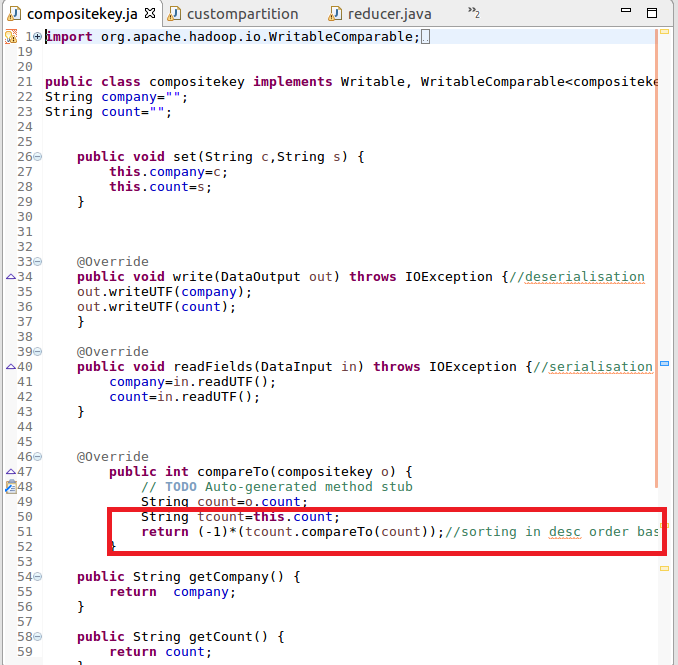 compositekey.ja custompartition reducer.java »2
1 import org.apache.hadoop.io.WritableComparable;
19
20
21 public class compositekey implements Writable, WritableComparable<compositeke
22 String company="";
23 String count="";
24
25
26 public void set(String c,String s) {
27 this.company=c;
28 this.count=s;
29 }
30
31
32
33 @Override
34 public void write(DataOutput out) throws IOException {//deserialisation
35 out.writeUTF(company);
36 out.writeUTF(count);
37 }
38
39 @Override
40 public void readFields(DataInput in) throws IOException {//serialisation
41 company=in.readUTF();
42 count=in.readUTF();
43 }
44
45
46 @Override
47 public int compareTo(compositekey o) {
48 // TODO Auto-generated method stub
49 String count=o.count;
50 String tcount=this.count;
51 return (-1)*(tcount.compareTo(count));//sorting in desc order bas
52 }
53
54 public String getCompany() {
55 return company;
56 }
57
58 public String getCount() {
59 return count;
}